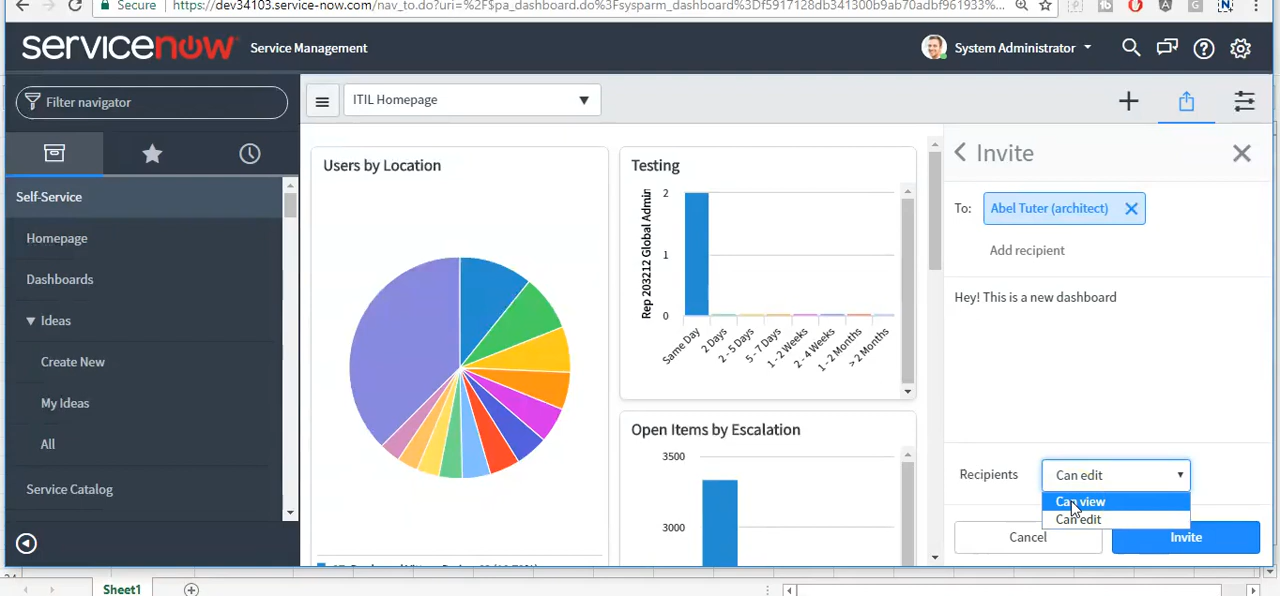 Secure
https://dev34103.service-now.com/nav_to.do?uri=%2F$pa_dashboard.do%3Fsysparm_dashboard%3Df5917128db341300b9ab70adbf961933%...
servicenow
Service Management
System Administrator
Filter navigator
ITIL Homepage
Self-Service
Homepage
Dashboards
Ideas
Create New
My Ideas
All
Service Catalog
Users by Location
Testing
Rep 203212 Global Admin
2
1
0
Same Day
2 Days
2 - 5 Days
5 - 7 Days
1 - 2 Weeks
2 - 4 Weeks
1 - 2 Months
> 2 Months
Open Items by Escalation
3500
3000
Invite
To:
Abel Tuter (architect)
Add recipient
Hey! This is a new dashboard
Recipients
Can edit
Can view
Can edit
Cancel
Invite
Sheet1